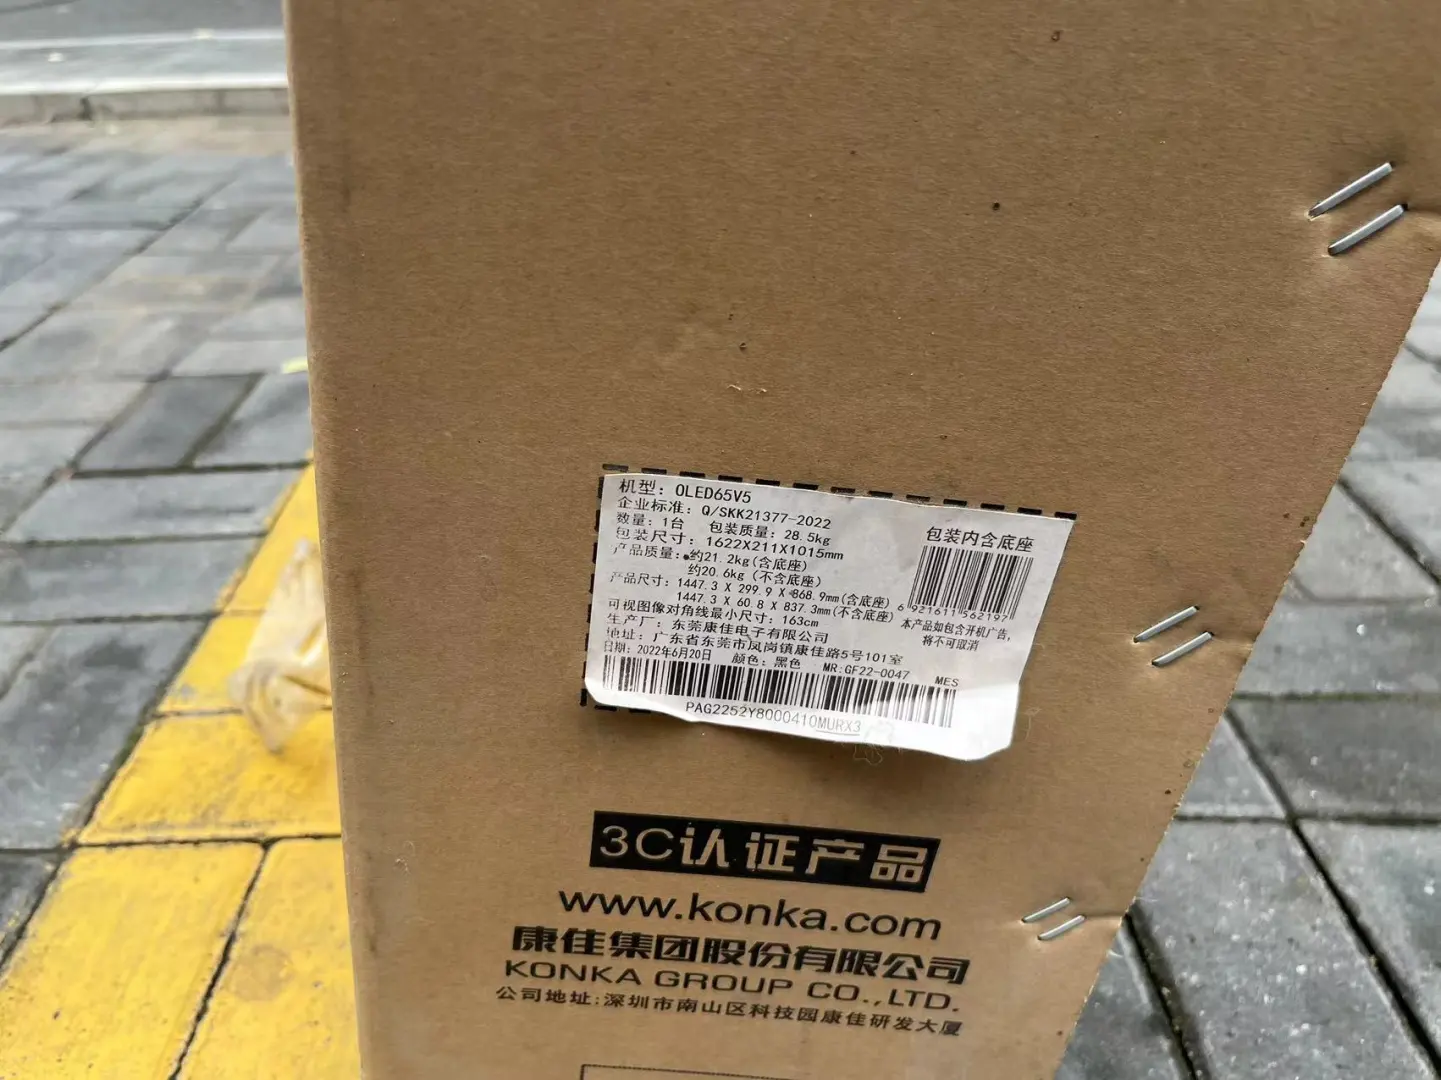 机型：OLED65V5
企业标准：Q/SKK21377-2022
数量：1台 包装质量：28.5kg
包装尺寸：1622X211X1015mm
产品质量：约21.2kg(含底座)
约20.6kg（不含底座）
产品尺寸：1447.3 X 299.9 X 868.9mm(含底座)
1447.3 X 60.8 X 837.3mm(不含底座)
可视图像对角线最小尺寸：163cm
生产厂：东莞康佳电子有限公司
地址：广东省东莞市凤岗镇康佳路5号101室
日期：2022年6月20日 颜色：黑色 MR:GF22-0047 MES
PAG2252Y8000410MURX3
包装内含底座
6 921611 562197
本产品如包含开机广告，
将不可取消
3C认证产品
www.konka.com
康佳集团股份有限公司
KONKA GROUP CO.,LTD.
公司地址:深圳市南山区科技园康佳研发大厦